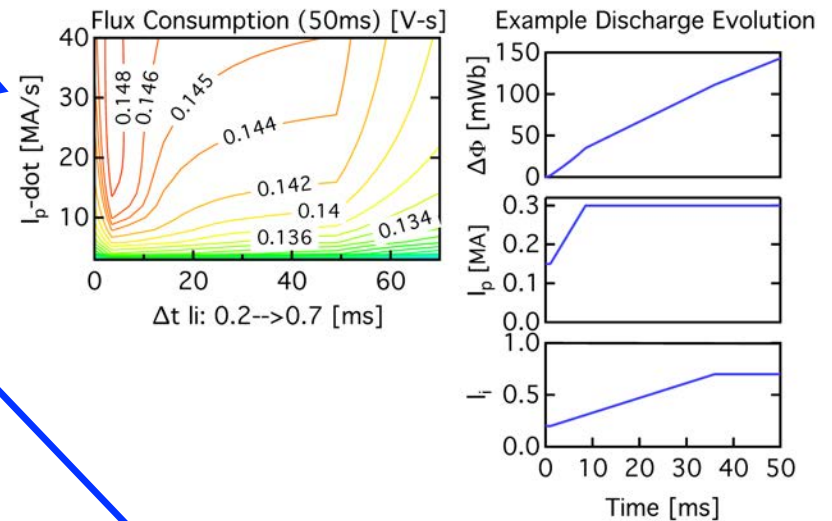 Flux Consumption (50ms) [V-s]
40
30
20
10
Ip-dot [MA/s]
0.148
0.146
0.145
0.144
0.142
0.14
0.136
0.134
0 20 40 60
Δt li: 0.2-->0.7 [ms]
Example Discharge Evolution
150
100
50
0
ΔΦ [mWb]
0.3
0.2
0.1
0.0
Ip [MA]
1.0
0.5
0.0
li
0 10 20 30 40 50
Time [ms]